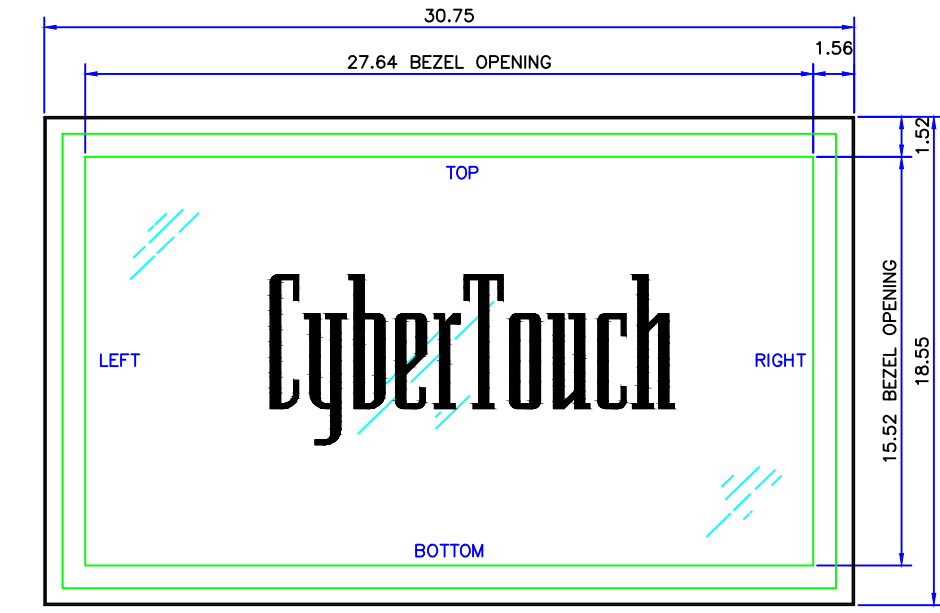 30.75
1.56
27.64 BEZEL OPENING
1.52
TOP
CyberTouch
LEFT
RIGHT
15.52 BEZEL OPENING
18.55
BOTTOM